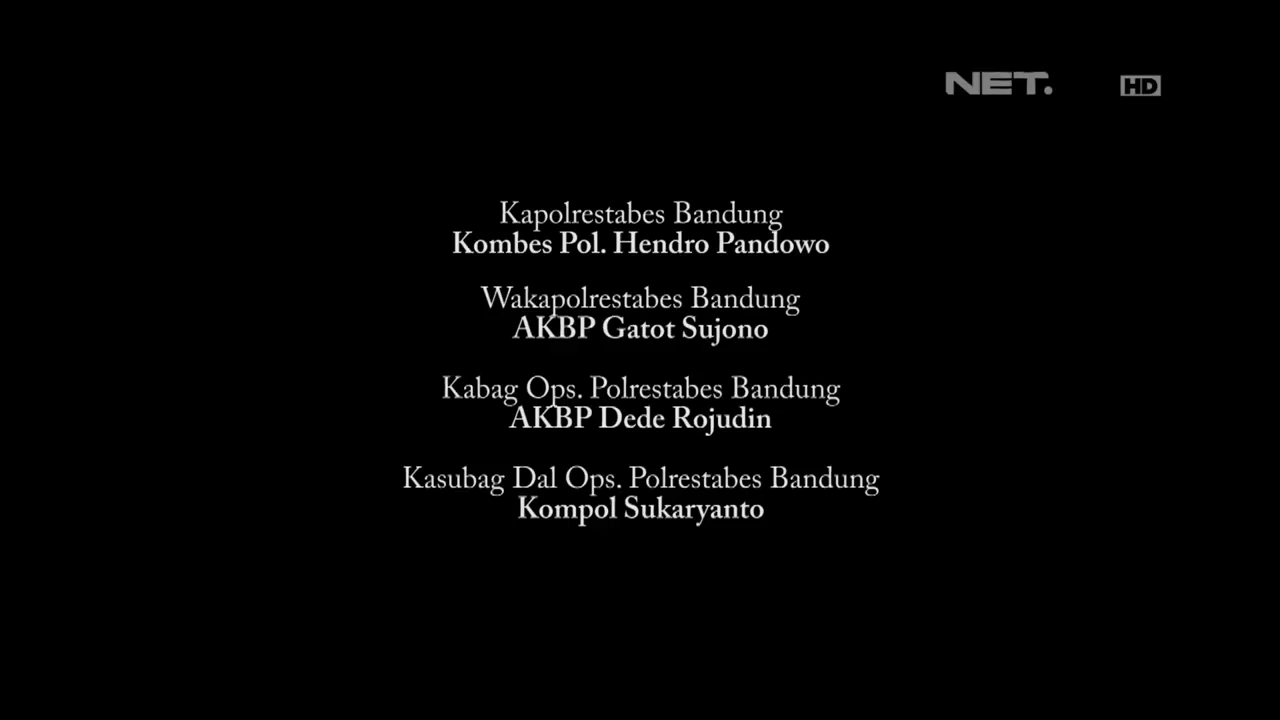 NET. HD
Kapolrestabes Bandung
Kombes Pol. Hendro Pandowo
Wakapolrestabes Bandung
AKBP Gatot Sujono
Kabag Ops. Polrestabes Bandung
AKBP Dede Rojudin
Kasubag Dal Ops. Polrestabes Bandung
Kompol Sukaryanto